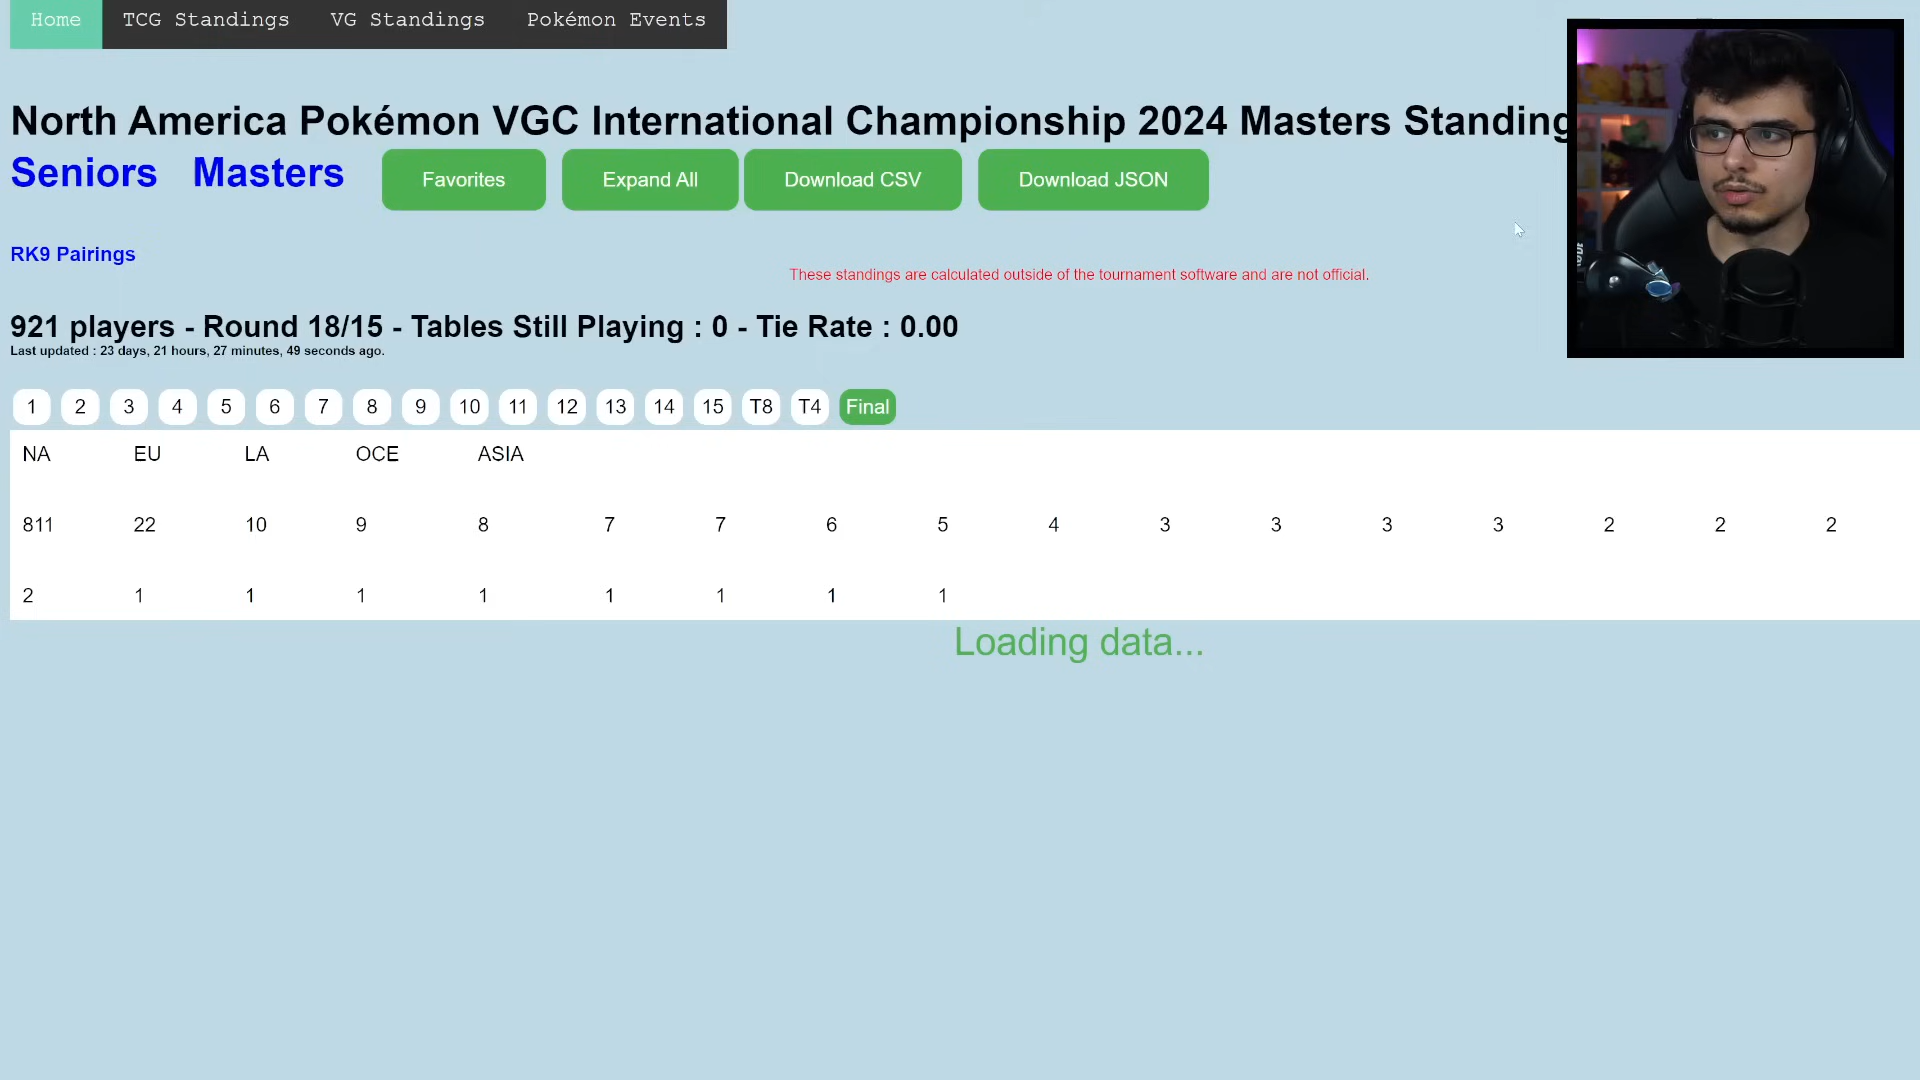 Home TCG Standings VG Standings Pokémon Events
North America Pokémon VGC International Championship 2024 Masters Standing
Seniors Masters Favorites Expand All Download CSV Download JSON
RK9 Pairings
These standings are calculated outside of the tournament software and are not official.
921 players - Round 18/15 - Tables Still Playing : 0 - Tie Rate : 0.00
Last updated : 23 days, 21 hours, 27 minutes, 49 seconds ago.
1 2 3 4 5 6 7 8 9 10 11 12 13 14 15 T8 T4 Final
NA EU LA OCE ASIA
811 22 10 9 8 7 7 6 5 4 3 3 3 3 2 2 2
2 1 1 1 1 1 1 1 1
Loading data...